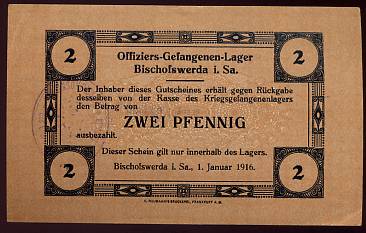 2 2
Offiziers-Gefangenen-Lager
Bischofswerda i. Sa.
Der Inhaber dieses Gutscheines erhält gegen Rückgabe
desselben von der Kasse des Kriegsgefangenenlagers
den Betrag von
ZWEI PFENNIG
ausbezahlt.
Dieser Schein gilt nur innerhalb des Lagers.
2 2
Bischofswerda i. Sa., 1. Januar 1916.